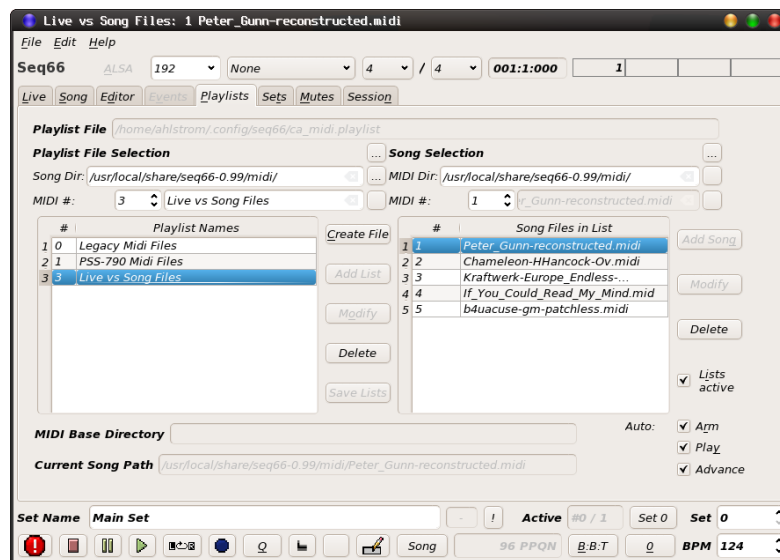 Live vs Song Files: 1 Peter_Gunn-reconstructed.midi
File Edit Help
Seq66 ALSA 192 None 4 / 4 001:1:000 1
Live Song Editor Events Playlists Sets Mutes Session
Playlist File /home/ahlstrom/.config/seq66/ca_midi.playlist
Playlist File Selection ... Song Selection ...
Song Dir: /usr/local/share/seq66-0.99/midi/ ... MIDI Dir: /usr/local/share/seq66-0.99/midi/
MIDI #: 3 Live vs Song Files MIDI #: 1 er_Gunn-reconstructed.midi
# Playlist Names Create File # Song Files in List
1 0 Legacy Midi Files 1 1 Peter_Gunn-reconstructed.midi Add Song
2 1 PSS-790 Midi Files 2 2 Chameleon-HHancock-Ov.midi
3 3 Live vs Song Files Add List 3 3 Kraftwerk-Europe_Endless-...
4 4 If_You_Could_Read_My_Mind.mid Modify
5 5 b4uacuse-gm-patchless.midi
Modify
Delete
Delete
Lists active
Save Lists
MIDI Base Directory Auto: Arm
Play
Current Song Path /usr/local/share/seq66-0.99/midi/Peter_Gunn-reconstructed.midi Advance
Set Name Main Set - ! Active #0 / 1 Set 0 Set 0
Q Song 96 PPQN B:B:T 0 BPM 124